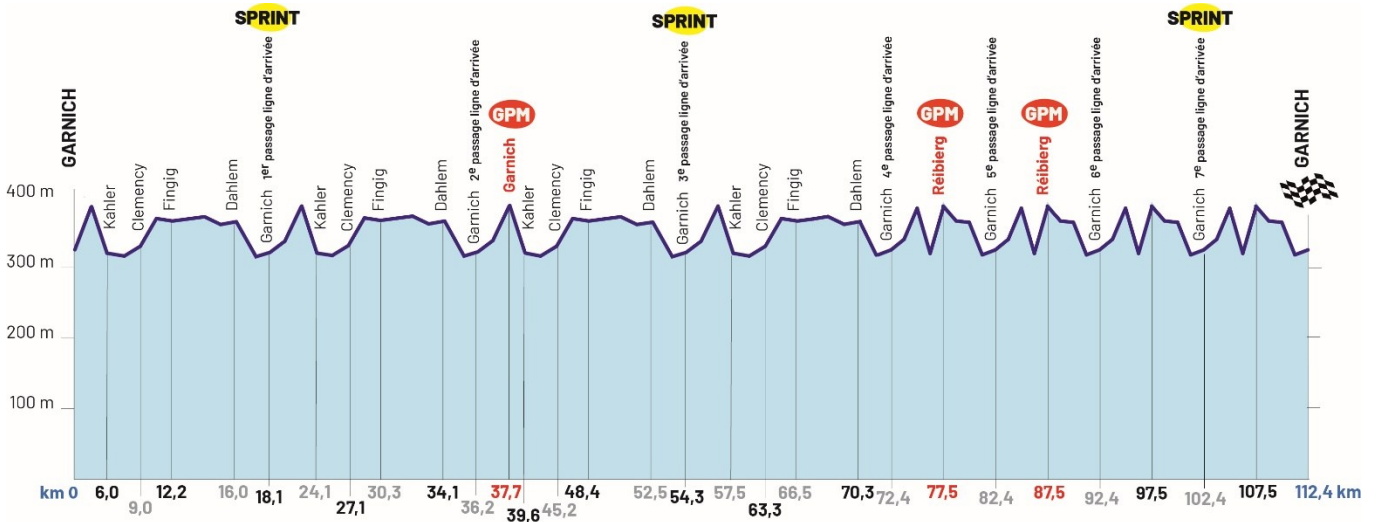 SPRINT
SPRINT
SPRINT
GPM
GPM
GPM
GARNICH
Kahler
Clemency
Fingig
Dahlem
Garnich 1er passage ligne d'arrivée
Kahler
Clemency
Fingig
Dahlem
Garnich 2e passage ligne d'arrivée
Garnich
Kahler
Clemency
Fingig
Dahlem
Garnich 3e passage ligne d'arrivée
Kahler
Clemency
Fingig
Dahlem
Garnich 4e passage ligne d'arrivée
Réibierg
Garnich 5e passage ligne d'arrivée
Réibierg
Garnich 6e passage ligne d'arrivée
Garnich 7e passage ligne d'arrivée
GARNICH
400 m
300 m
200 m
100 m
km 0 6,0 12,2 16,0 18,1 24,1 30,3 34,1 37,7 48,4 52,5 54,3 57,5 66,5 70,3 72,4 77,5 82,4 87,5 92,4 97,5 102,4 107,5 112,4 km
9,0 27,1 36,2 39,6 45,2 63,3